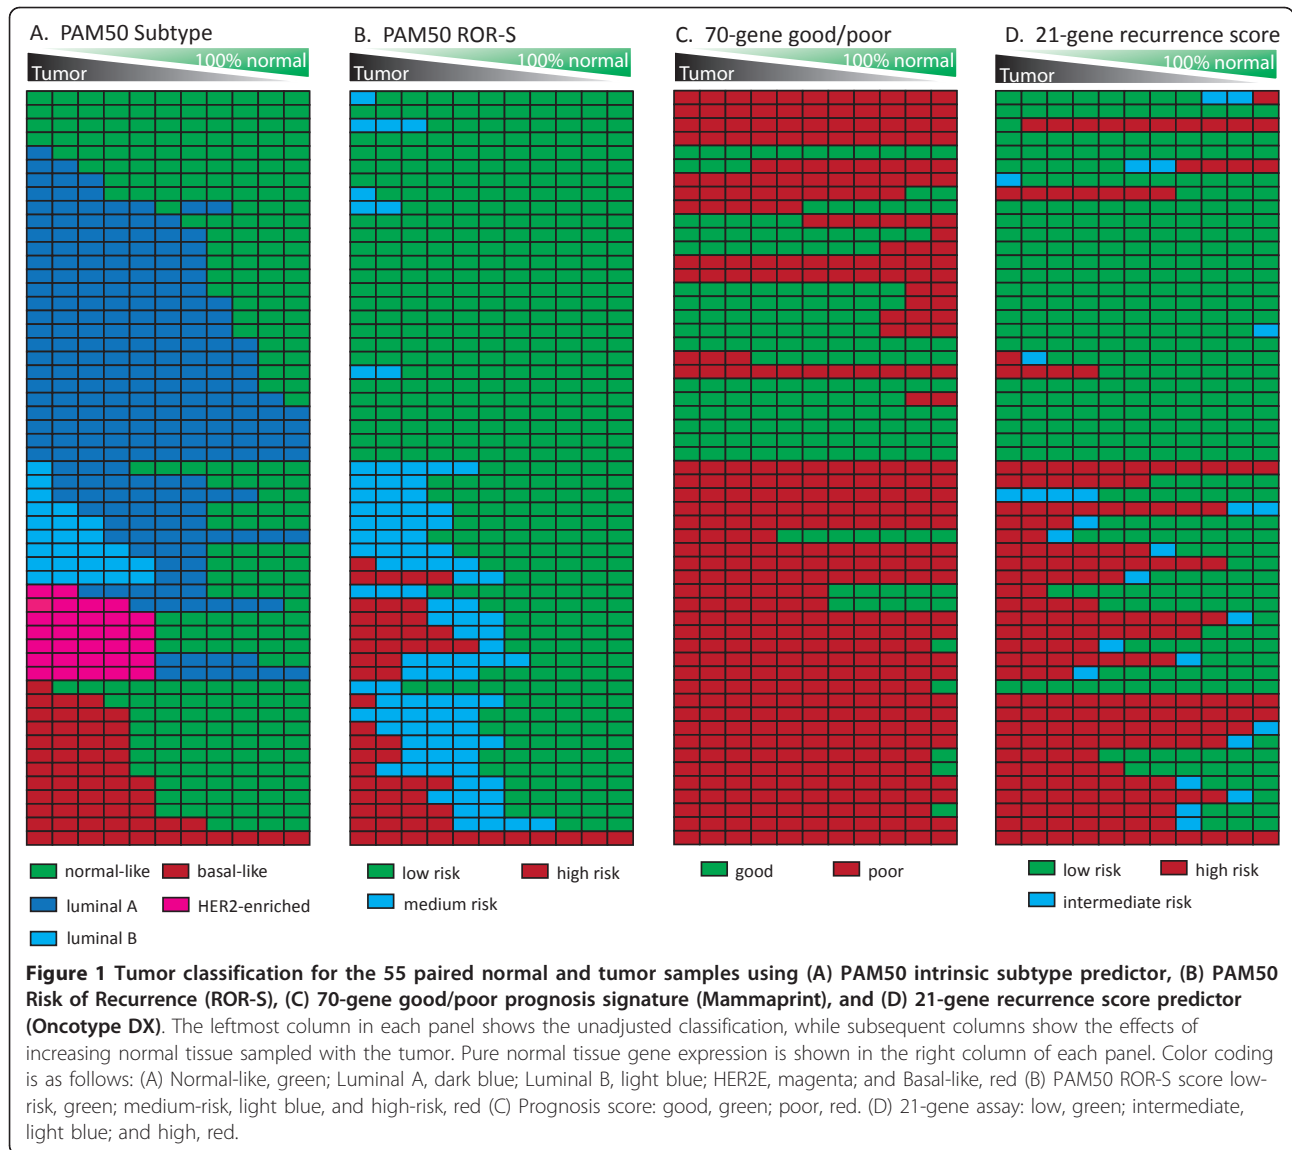 A. PAM50 Subtype
B. PAM50 ROR-S
C. 70-gene good/poor
D. 21-gene recurrence score
100% normal
Tumor
100% normal
Tumor
100% normal
Tumor
100% normal
Tumor
normal-like
basal-like
luminal A
HER2-enriched
luminal B
low risk
high risk
medium risk
good
poor
low risk
high risk
intermediate risk
Figure 1 Tumor classification for the 55 paired normal and tumor samples using (A) PAM50 intrinsic subtype predictor, (B) PAM50
Risk of Recurrence (ROR-S), (C) 70-gene good/poor prognosis signature (Mammaprint), and (D) 21-gene recurrence score predictor
(Oncotype DX). The leftmost column in each panel shows the unadjusted classification, while subsequent columns show the effects of
increasing normal tissue sampled with the tumor. Pure normal tissue gene expression is shown in the right column of each panel. Color coding
is as follows: (A) Normal-like, green; Luminal A, dark blue; Luminal B, light blue; HER2E, magenta; and Basal-like, red (B) PAM50 ROR-S score low-
risk, green; medium-risk, light blue, and high-risk, red (C) Prognosis score: good, green; poor, red. (D) 21-gene assay: low, green; intermediate,
light blue; and high, red.